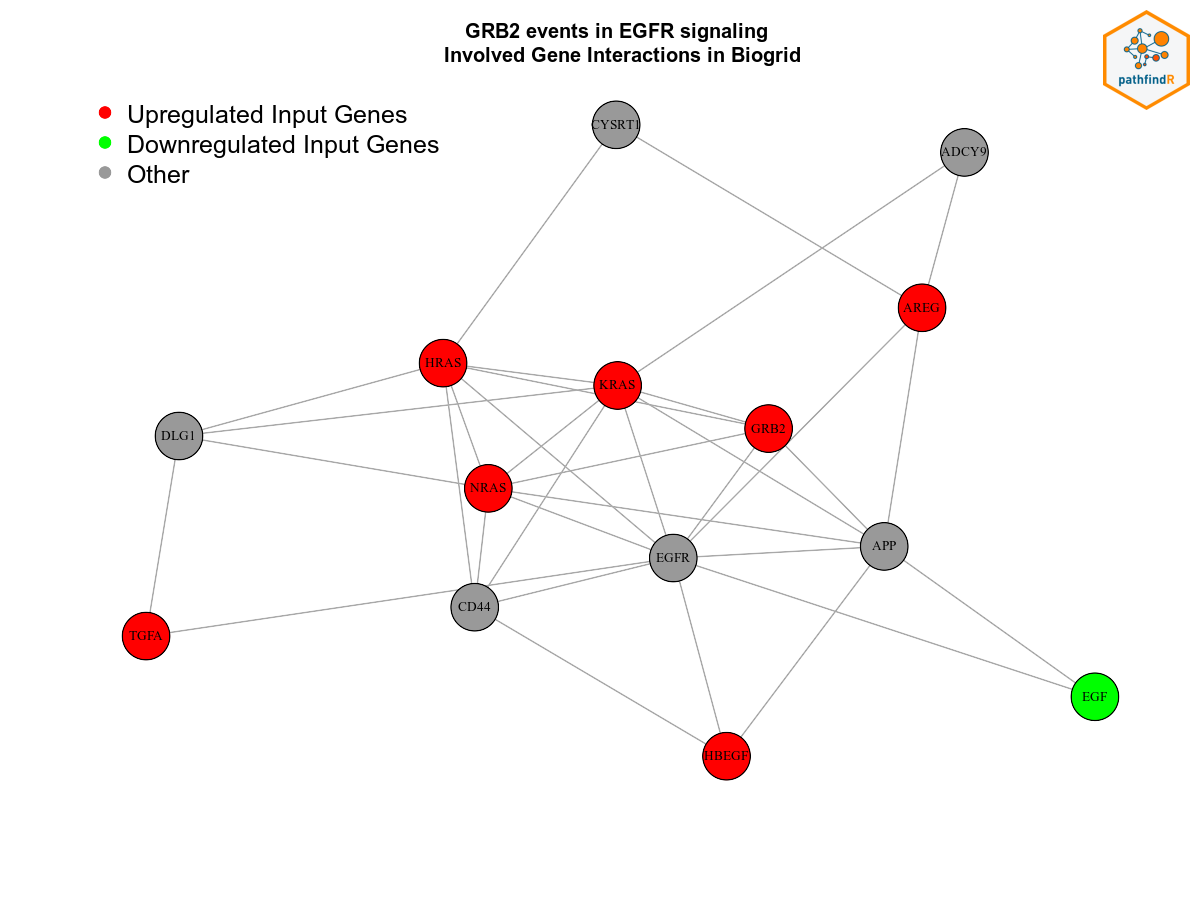 GRB2 events in EGFR signaling
Involved Gene Interactions in Biogrid
pathfindR
Upregulated Input Genes
Downregulated Input Genes
Other
CYSRT1
ADCY9
AREG
HRAS
KRAS
GRB2
DLG1
NRAS
EGFR
APP
CD44
TGFA
EGF
HBEGF